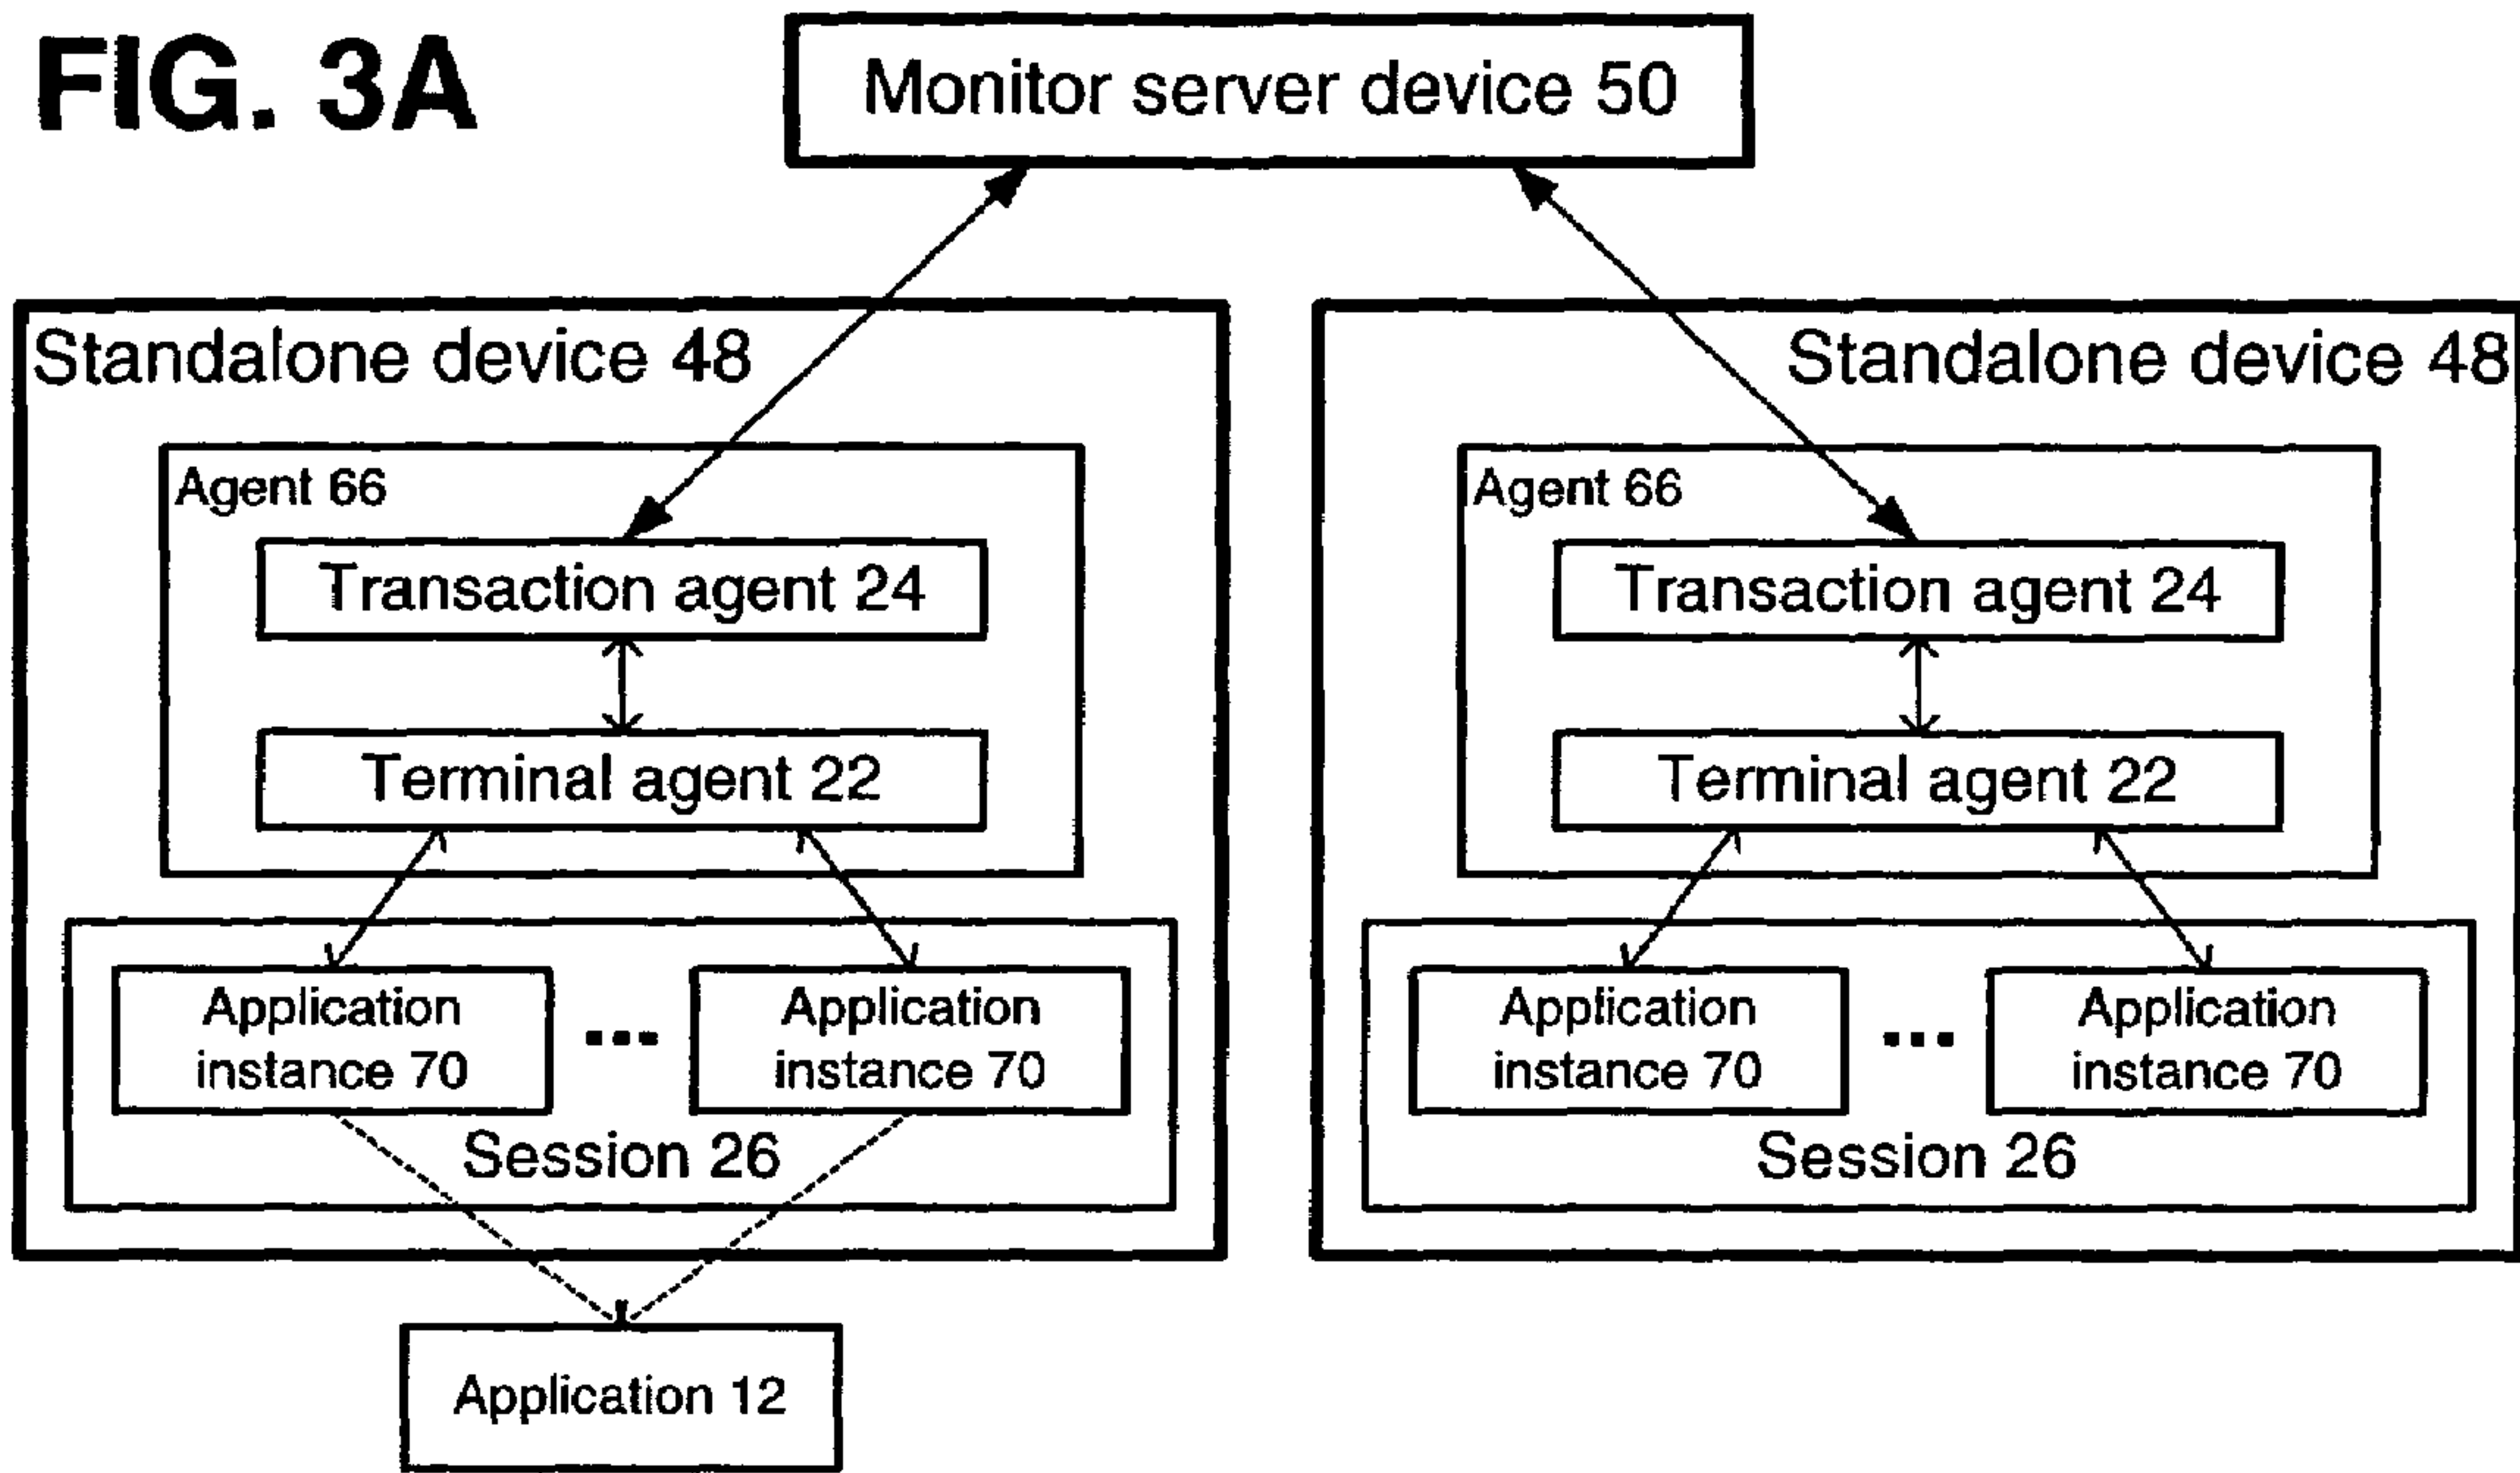 FIG. 3A
Monitor server device 50
Standalone device 48
Agent 66
Transaction agent 24
Terminal agent 22
Application
instance 70
...
Application
instance 70
Session 26
Application 12
Standalone device 48
Agent 66
Transaction agent 24
Terminal agent 22
Application
instance 70
...
Application
instance 70
Session 26